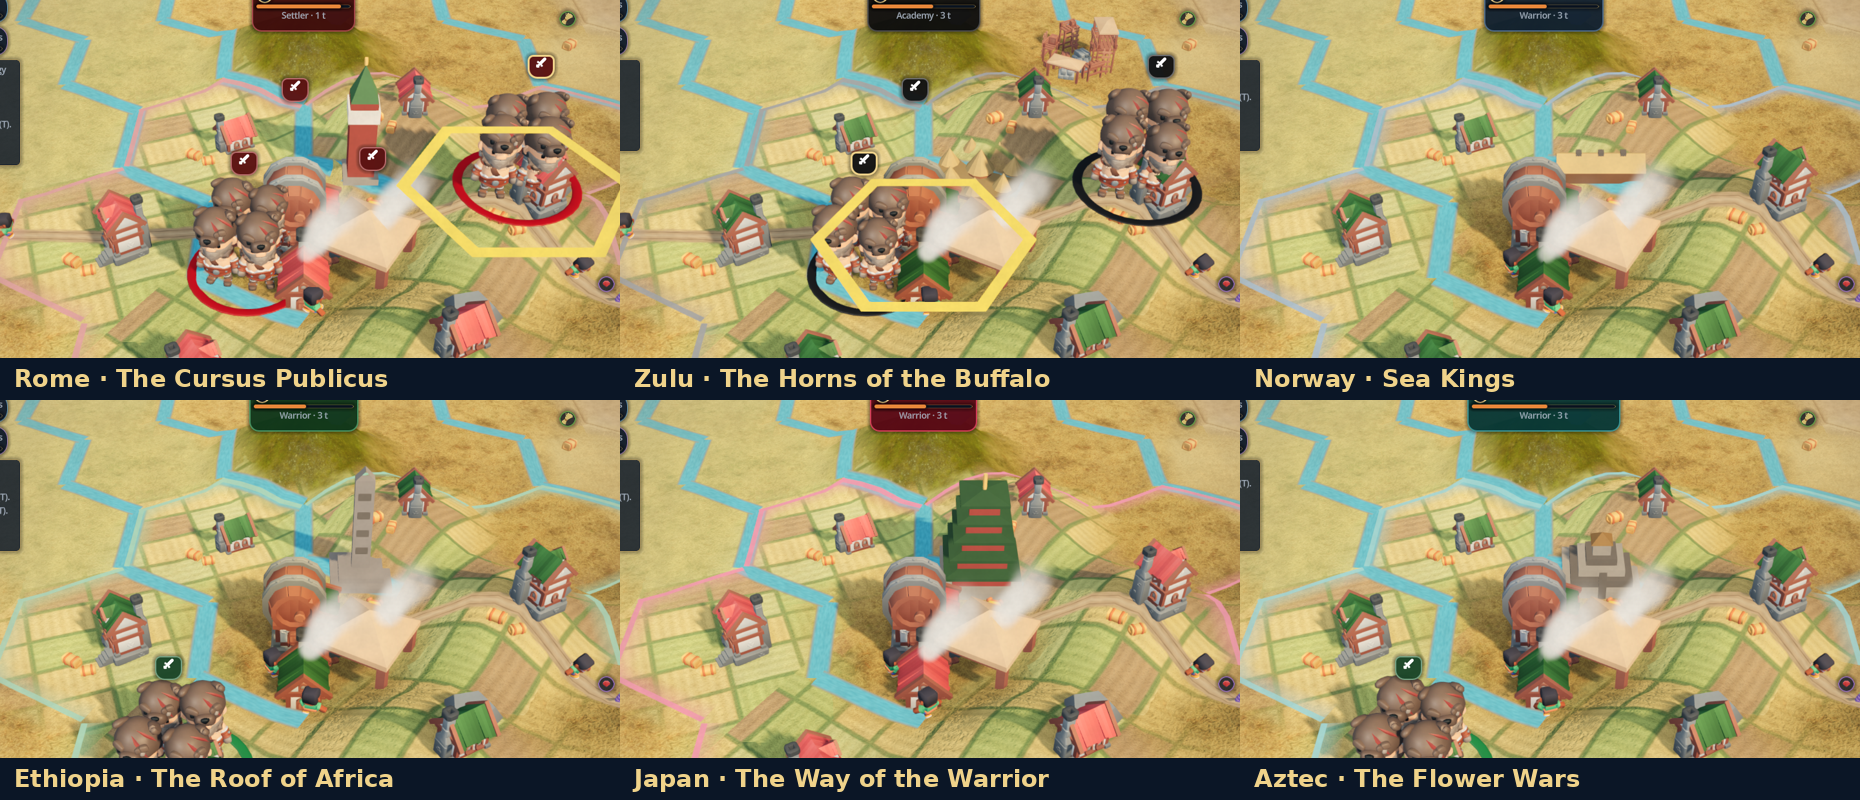 Settler · 1 t
Academy · 3 t
Warrior · 3 t
(T).
(T).
Rome · The Cursus Publicus
Zulu · The Horns of the Buffalo
Norway · Sea Kings
Warrior · 3 t
Warrior · 3 t
Warrior · 3 t
Ethiopia · The Roof of Africa
Japan · The Way of the Warrior
Aztec · The Flower Wars